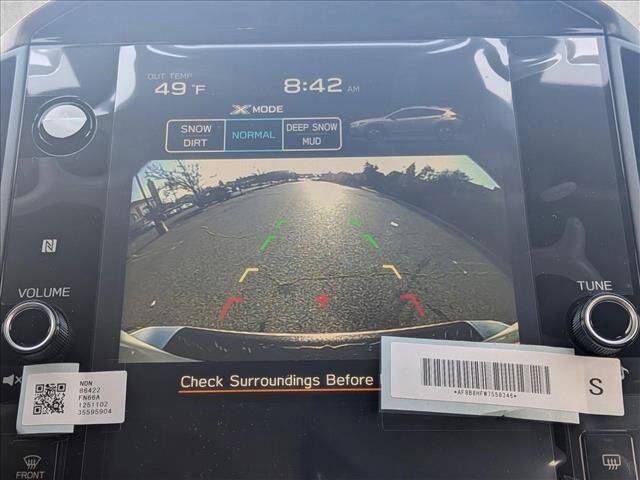 OUT TEMP
49°F
8:42 AM
X MODE
SNOW
DIRT
NORMAL
DEEP SNOW
MUD
VOLUME
TUNE
Check Surroundings Before
NDN
86422
FN66A
1251102
35595904
*AF8B8HFW7558346*
S
FRONT